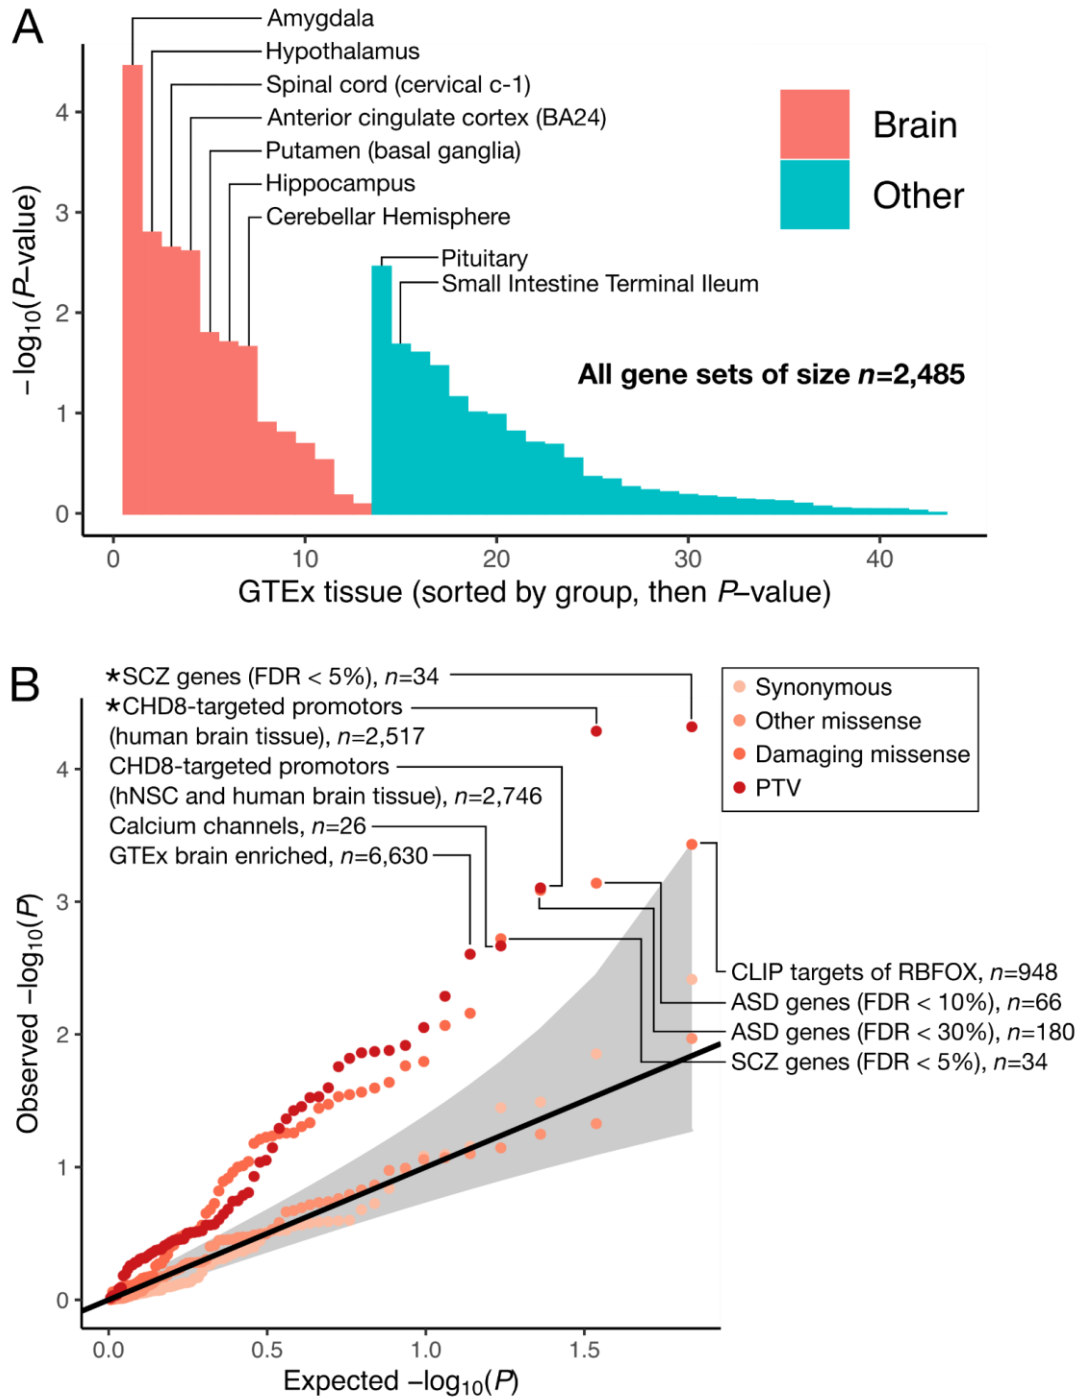 A
Amygdala
Hypothalamus
Spinal cord (cervical c-1)
Anterior cingulate cortex (BA24)
Putamen (basal ganglia)
Hippocampus
Cerebellar Hemisphere
Pituitary
Small Intestine Terminal Ileum
Brain
Other
All gene sets of size n=2,485
−log10(P–value)
4
3
2
1
0
0 10 20 30 40
GTEx tissue (sorted by group, then P–value)
B
*SCZ genes (FDR < 5%), n=34
*CHD8-targeted promotors
(human brain tissue), n=2,517
CHD8-targeted promotors
(hNSC and human brain tissue), n=2,746
Calcium channels, n=26
GTEx brain enriched, n=6,630
Synonymous
Other missense
Damaging missense
PTV
CLIP targets of RBFOX, n=948
ASD genes (FDR < 10%), n=66
ASD genes (FDR < 30%), n=180
SCZ genes (FDR < 5%), n=34
Observed −log10(P)
4
3
2
1
0
0.0 0.5 1.0 1.5
Expected −log10(P)